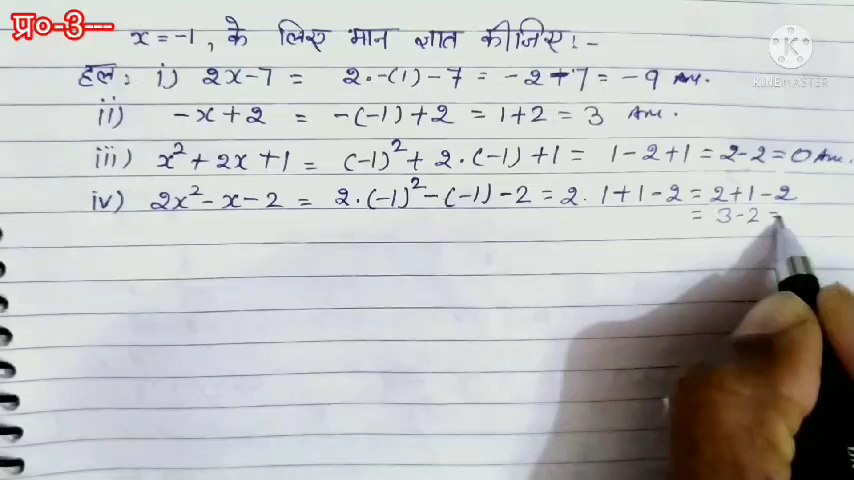 प्र०-3--
x = -1, के लिए मान ज्ञात कीजिए।-
KINEMASTER
हल: i) 2x-7 = 2·-(1)-7 = -2-7 = -9 Ans.
ii) -x+2 = -(-1)+2 = 1+2 = 3 Ans.
iii) x²+2x+1 = (-1)²+2·(-1)+1 = 1-2+1 = 2-2=0 Ans.
iv) 2x²-x-2 = 2·(-1)²-(-1)-2 = 2·1+1-2 = 2+1-2
= 3-2 =